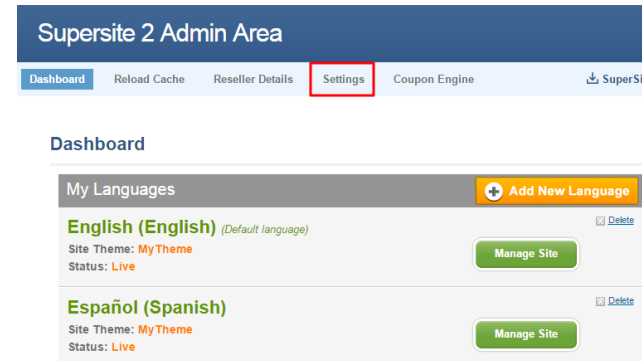 Supersite 2 Admin Area
Dashboard Reload Cache Reseller Details Settings Coupon Engine
Dashboard
My Languages Add New Language
English (English) (Default language) Delete
Site Theme: MyTheme
Manage Site
Status: Live
Español (Spanish) Delete
Site Theme: MyTheme
Manage Site
Status: Live